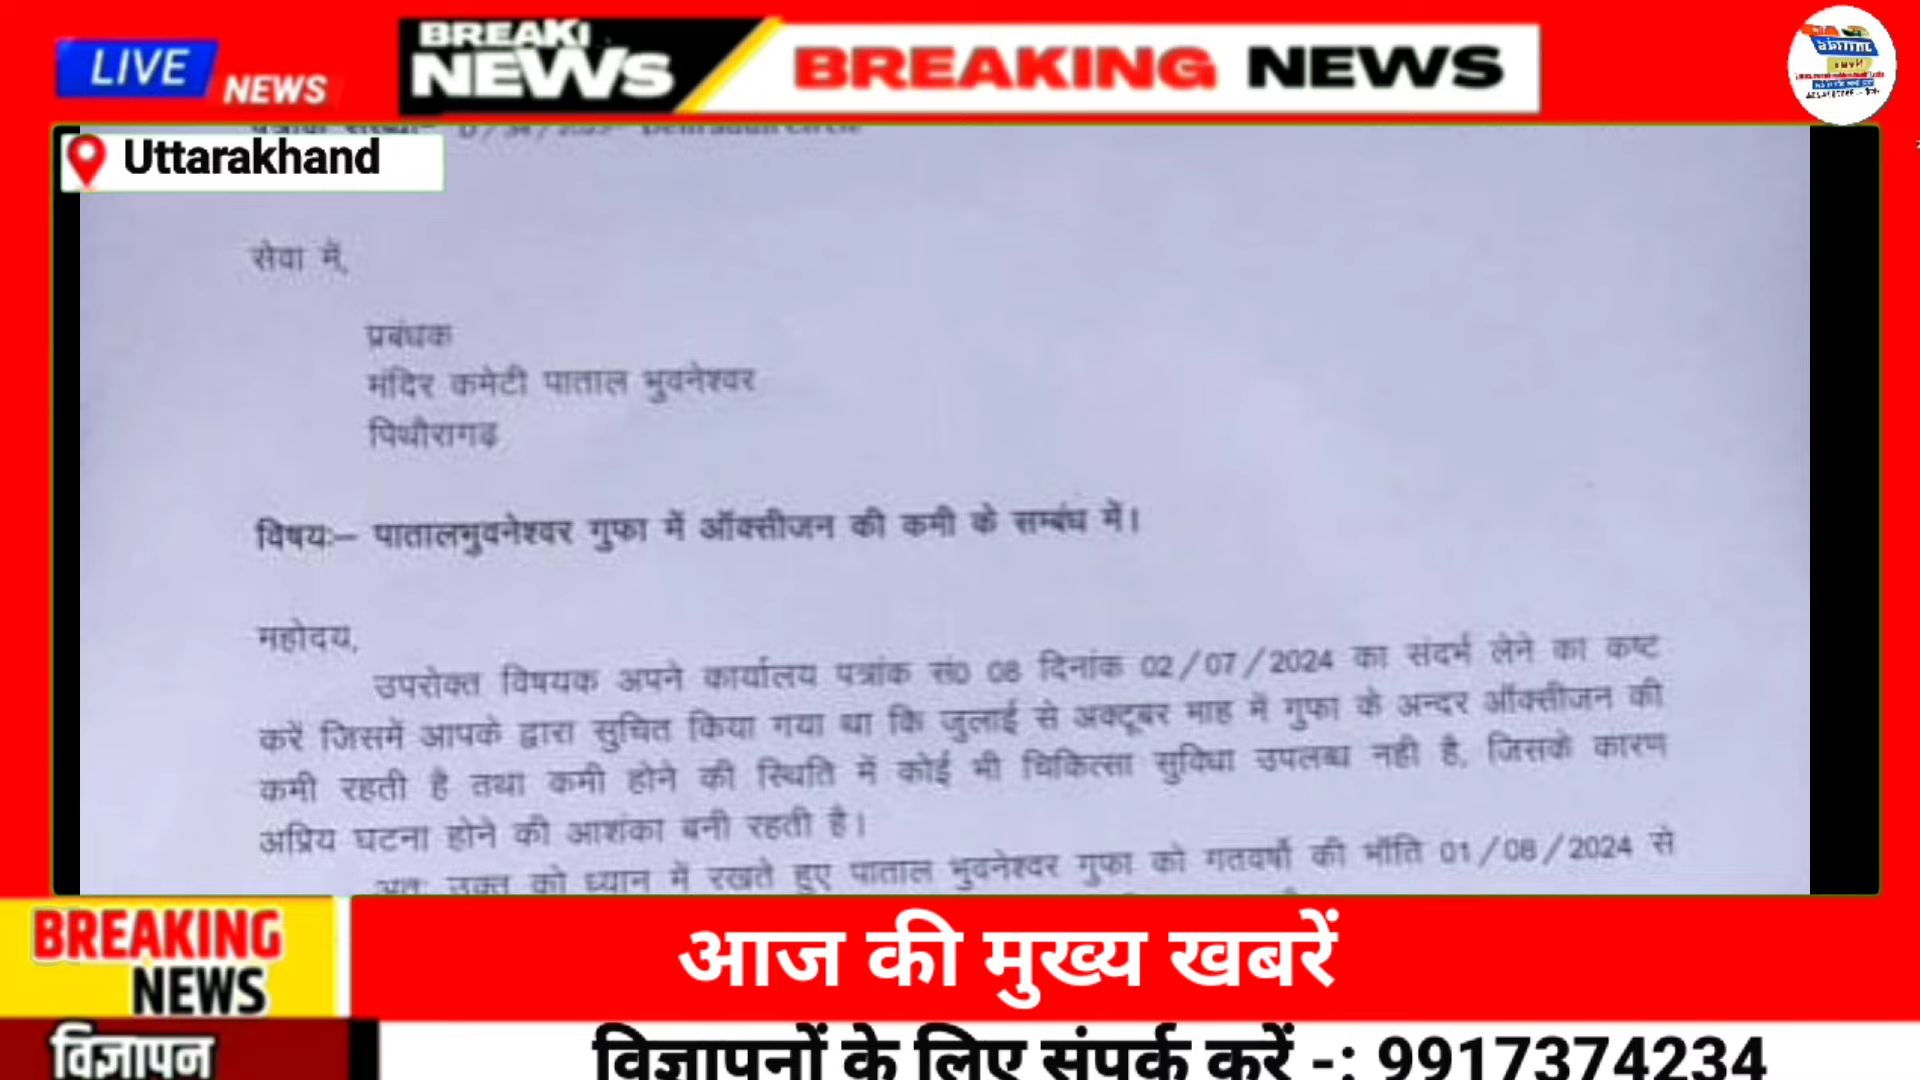 LIVE NEWS
BREAKI
NEWS
BREAKING NEWS
Uttarakhand
सेवा में,
प्रबंधक
मंदिर कमेटी पाताल भुवनेश्वर
पिथौरागढ़
विषयः– पातालभुवनेश्वर गुफा में ऑक्सीजन की कमी के सम्बंध में।
महोदय,
उपरोक्त विषयक अपने कार्यालय पत्रांक सं0 08 दिनांक 02/07/2024 का संदर्भ लेने का कष्ट
करें जिसमें आपके द्वारा सुचित किया गया था कि जुलाई से अक्टूबर माह में गुफा के अन्दर ऑक्सीजन की
कमी रहती है तथा कमी होने की स्थिति में कोई भी चिकित्सा सुविधा उपलब्ध नही है, जिसके कारण
अप्रिय घटना होने की आशंका बनी रहती है।
अतः उक्त को ध्यान में रखते हुए पाताल भुवनेश्वर गुफा को गतवर्षो की भॉति 01/08/2024 से
BREAKING
NEWS
आज की मुख्य खबरें
विज्ञापन
विज्ञापनों के लिए संपर्क करें -: 9917374234